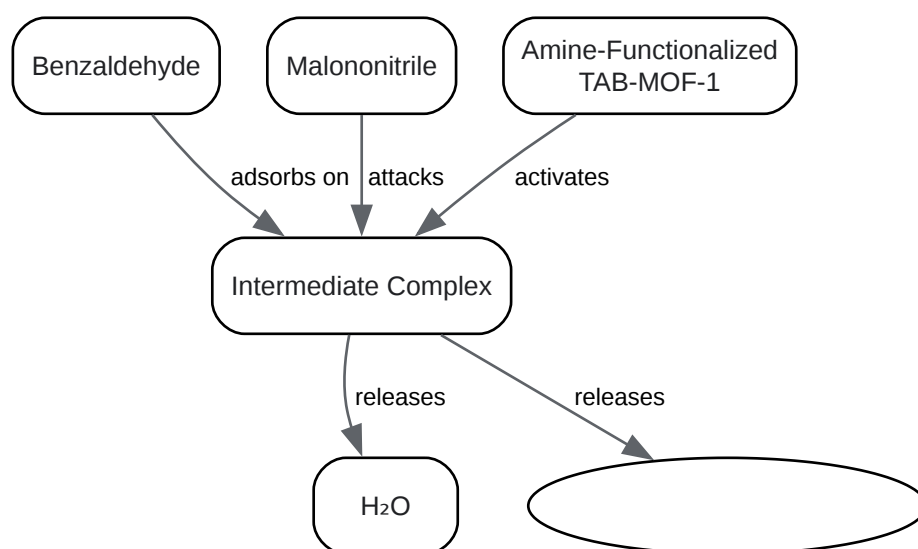 Benzaldehyde
Malononitrile
Amine-Functionalized
TAB-MOF-1
adsorbs on
attacks
activates
Intermediate Complex
releases
releases
H₂O